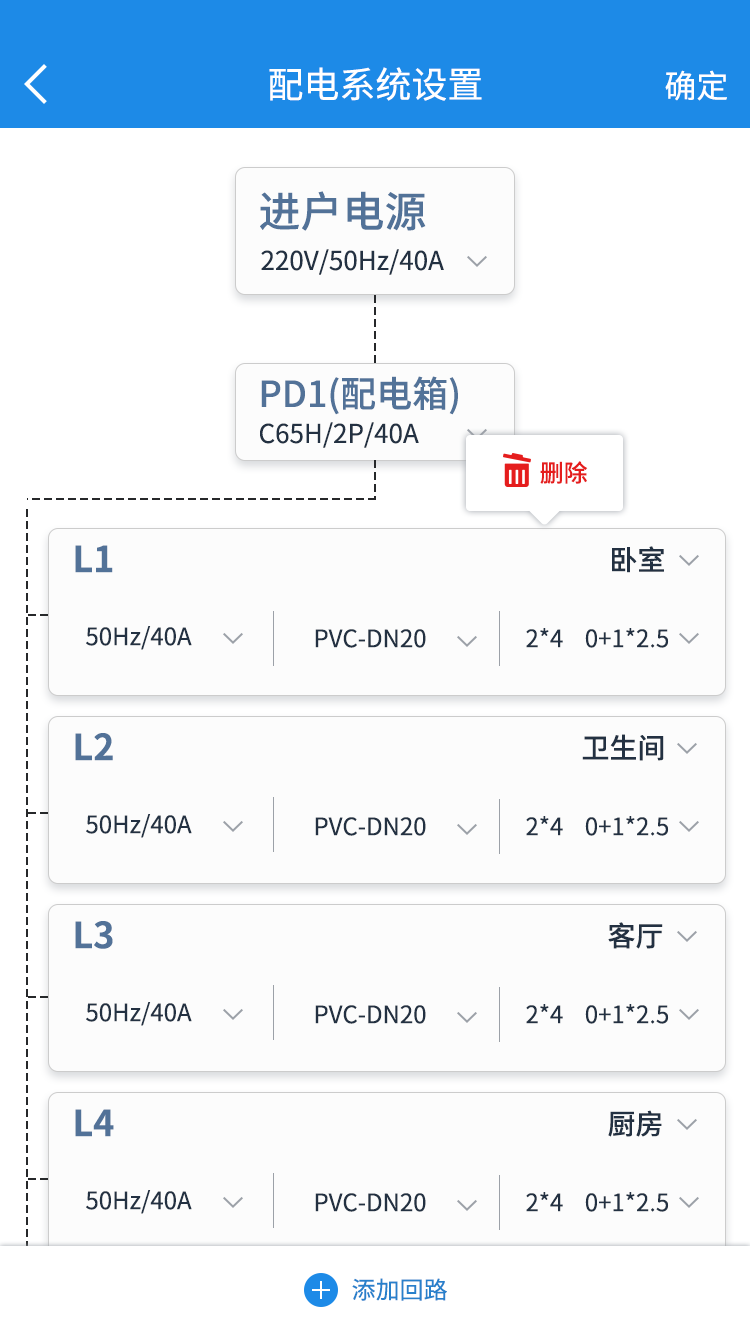 配电系统设置 确定
进户电源
220V/50Hz/40A
PD1(配电箱)
C65H/2P/40A
删除
L1 卧室
50Hz/40A PVC-DN20 2*4 0+1*2.5
L2 卫生间
50Hz/40A PVC-DN20 2*4 0+1*2.5
L3 客厅
50Hz/40A PVC-DN20 2*4 0+1*2.5
L4 厨房
50Hz/40A PVC-DN20 2*4 0+1*2.5
添加回路